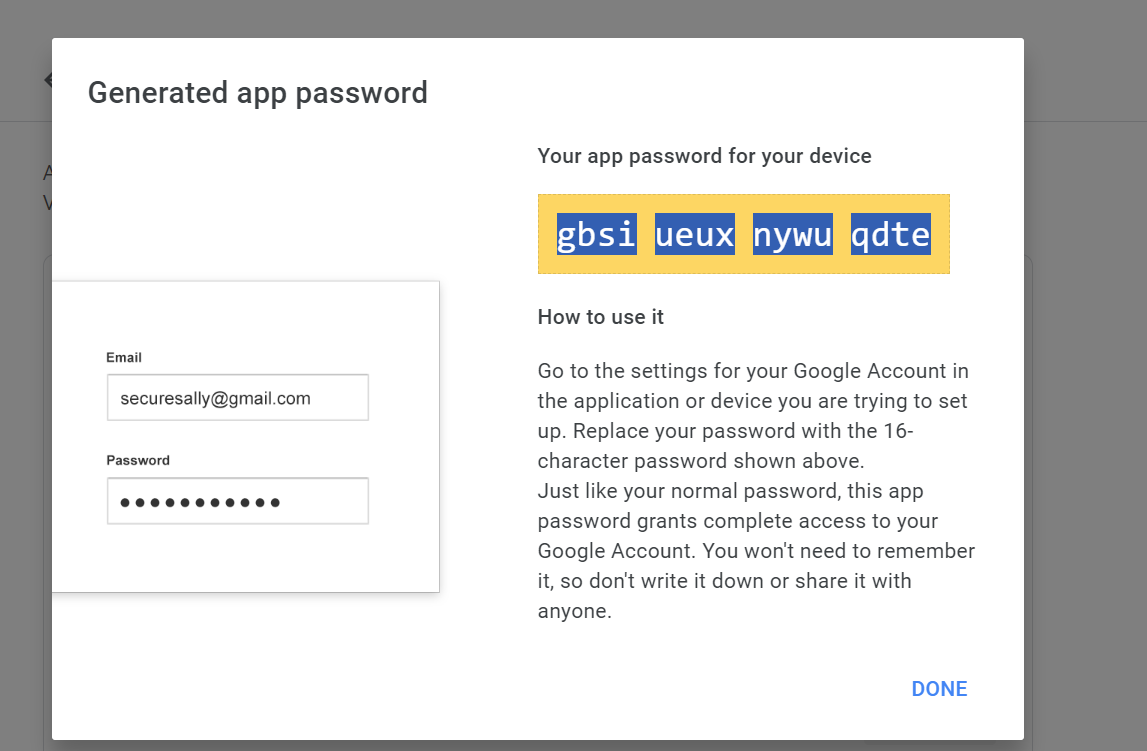 Generated app password
Your app password for your device
gbsi ueux nywu qdte
How to use it
Email
securesally@gmail.com
Password
Go to the settings for your Google Account in
the application or device you are trying to set
up. Replace your password with the 16-
character password shown above.
Just like your normal password, this app
password grants complete access to your
Google Account. You won't need to remember
it, so don't write it down or share it with
anyone.
DONE